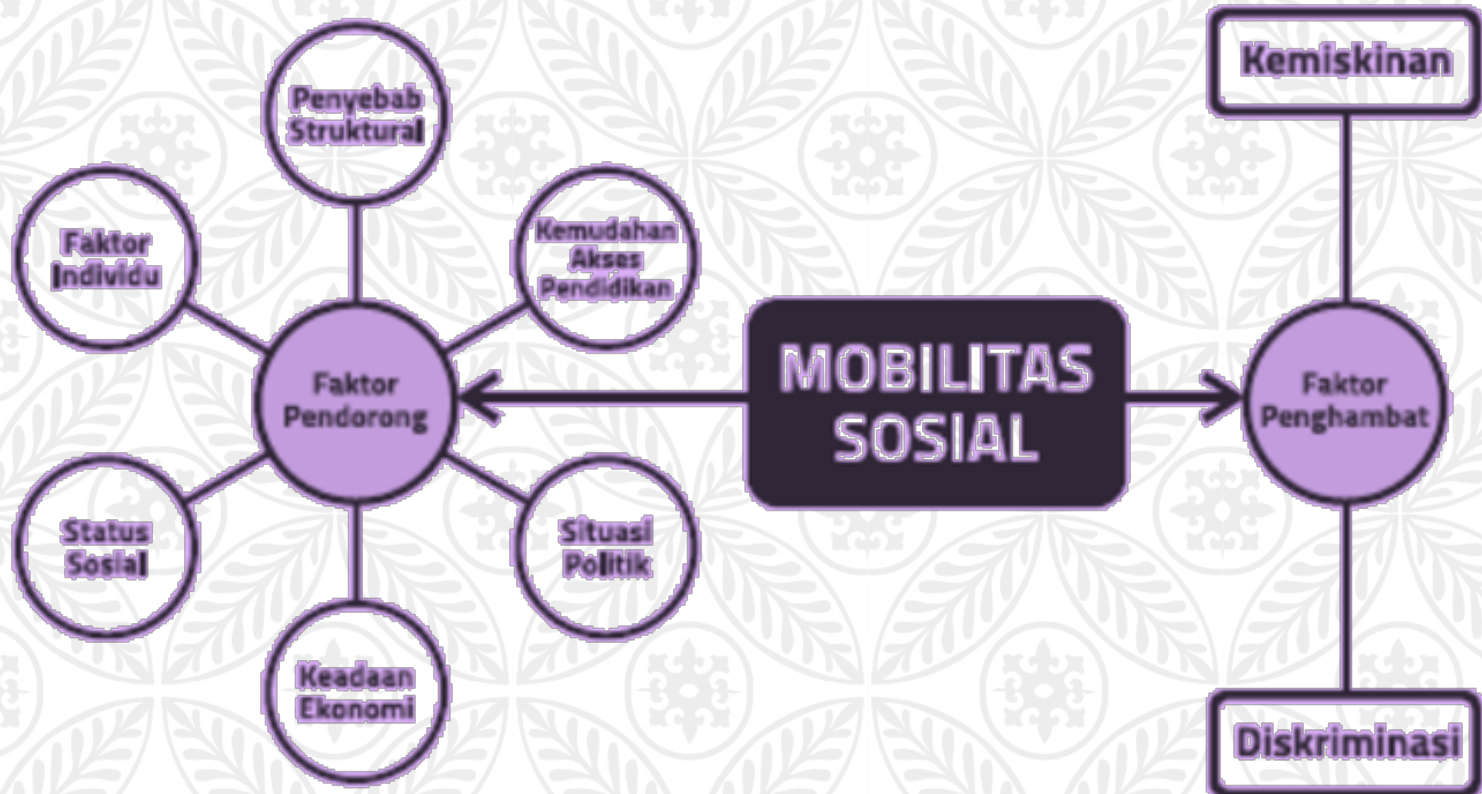 Penyebab
Struktural
Faktor
Individu
Kemudahan
Akses
Pendidikan
Faktor
Pendorong
Status
Sosial
Situasi
Politik
Keadaan
Ekonomi
MOBILITAS
SOSIAL
Kemiskinan
Faktor
Penghambat
Diskriminasi